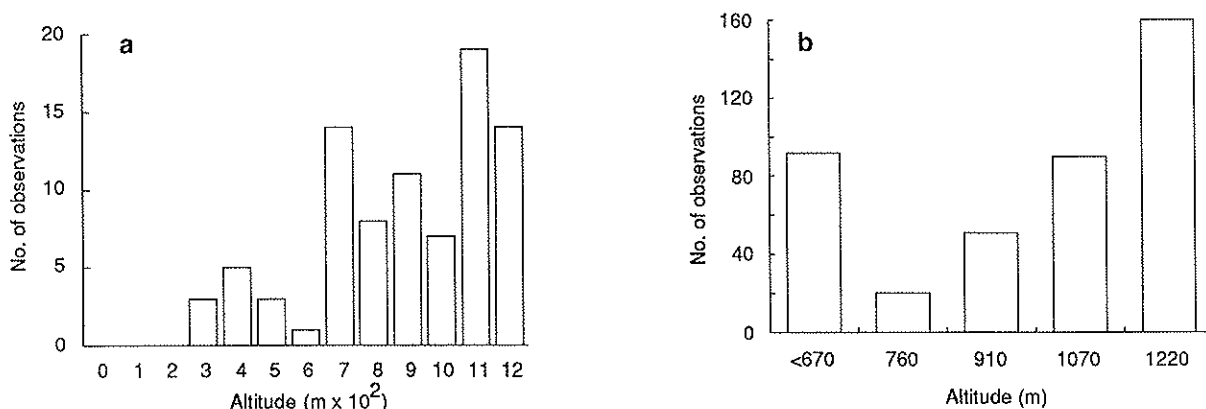 a
No. of observations
20
15
10
5
0
0 1 2 3 4 5 6 7 8 9 10 11 12
Altitude (m x 10²)
b
No. of observations
160
120
80
40
0
<670 760 910 1070 1220
Altitude (m)